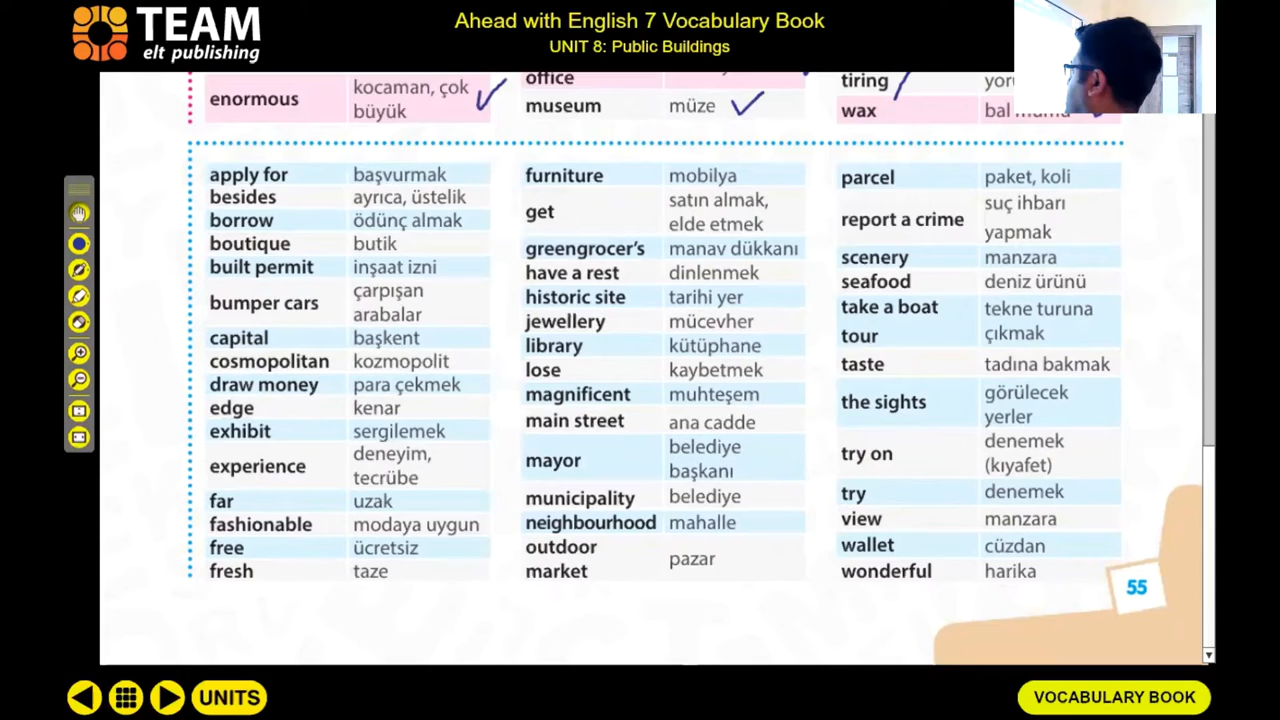 TEAM
elt publishing
Ahead with English 7 Vocabulary Book
UNIT 8: Public Buildings
enormous kocaman, çok büyük
office
museum müze
tiring
wax
apply for başvurmak
besides ayrıca, üstelik
borrow ödünç almak
boutique butik
built permit inşaat izni
bumper cars çarpışan arabalar
capital başkent
cosmopolitan kozmopolit
draw money para çekmek
edge kenar
exhibit sergilemek
experience deneyim, tecrübe
far uzak
fashionable modaya uygun
free ücretsiz
fresh taze
furniture mobilya
get satın almak, elde etmek
greengrocer's manav dükkanı
have a rest dinlenmek
historic site tarihi yer
jewellery mücevher
library kütüphane
lose kaybetmek
magnificent muhteşem
main street ana cadde
mayor belediye başkanı
municipality belediye
neighbourhood mahalle
outdoor market pazar
parcel paket, koli
report a crime suç ihbarı yapmak
scenery manzara
seafood deniz ürünü
take a boat tour tekne turuna çıkmak
taste tadına bakmak
the sights görülecek yerler
try on denemek (kıyafet)
try denemek
view manzara
wallet cüzdan
wonderful harika
55
UNITS
VOCABULARY BOOK